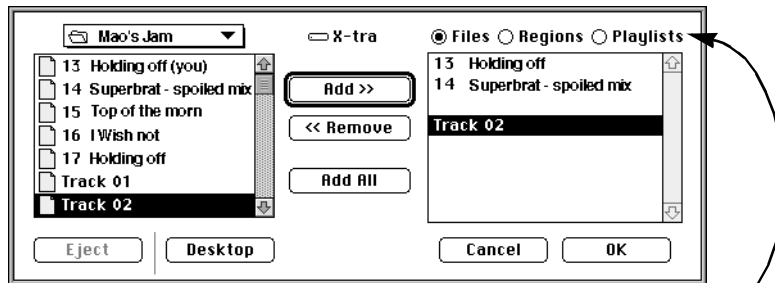 Mao's Jam
X-tra
Files Regions Playlists
13 Holding off (you)
14 Superbrat - spoiled mix
15 Top of the morn
16 I Wish not
17 Holding off
Track 01
Track 02
Add >>
<< Remove
Add All
13 Holding off
14 Superbrat - spoiled mix
Track 02
Eject
Desktop
Cancel
OK